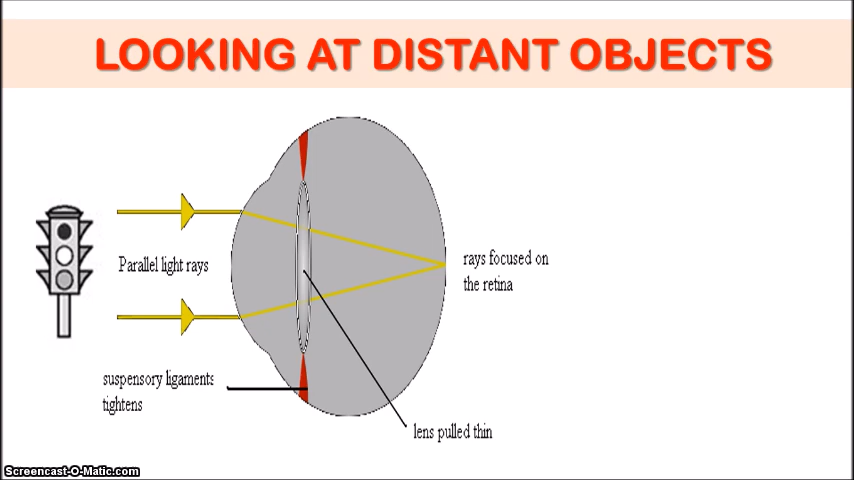 LOOKING AT DISTANT OBJECTS
Parallel light rays
rays focused on
the retina
suspensory ligaments
tightens
lens pulled thin
Screencast-O-Matic.com